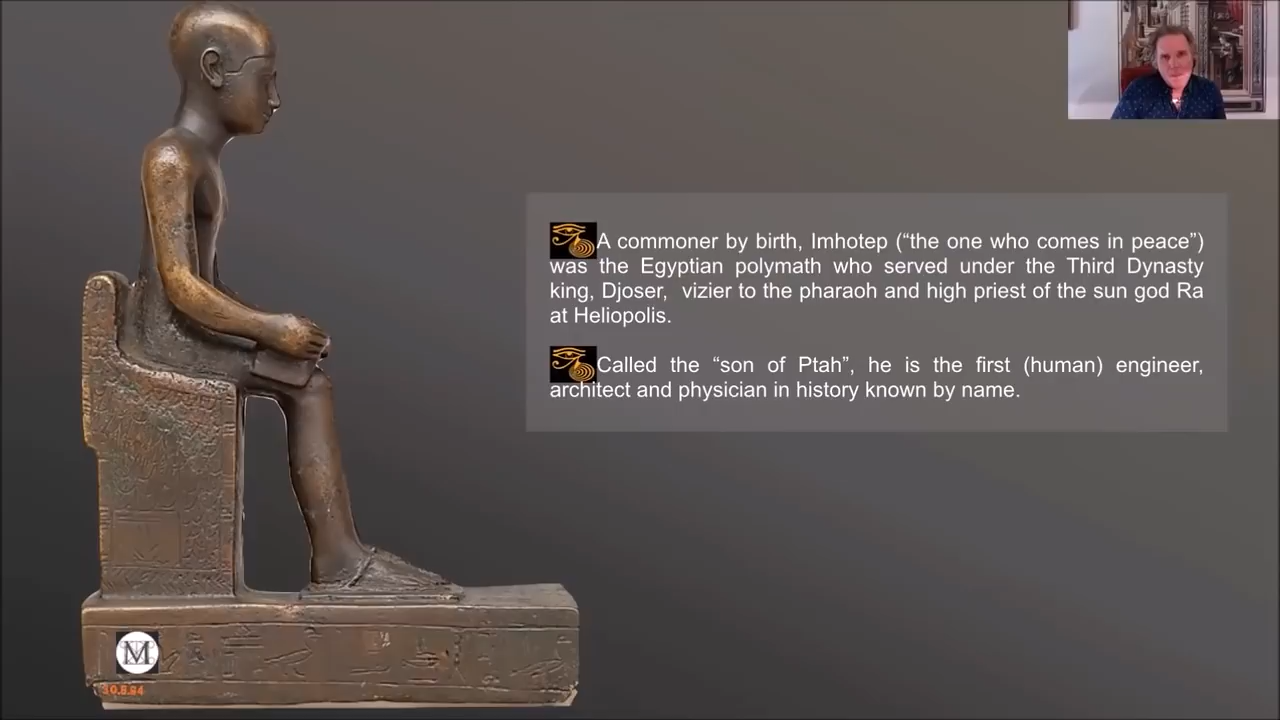 A commoner by birth, Imhotep (“the one who comes in peace”)
was the Egyptian polymath who served under the Third Dynasty
king, Djoser, vizier to the pharaoh and high priest of the sun god Ra
at Heliopolis.
Called the “son of Ptah”, he is the first (human) engineer,
architect and physician in history known by name.
M
30.8.94